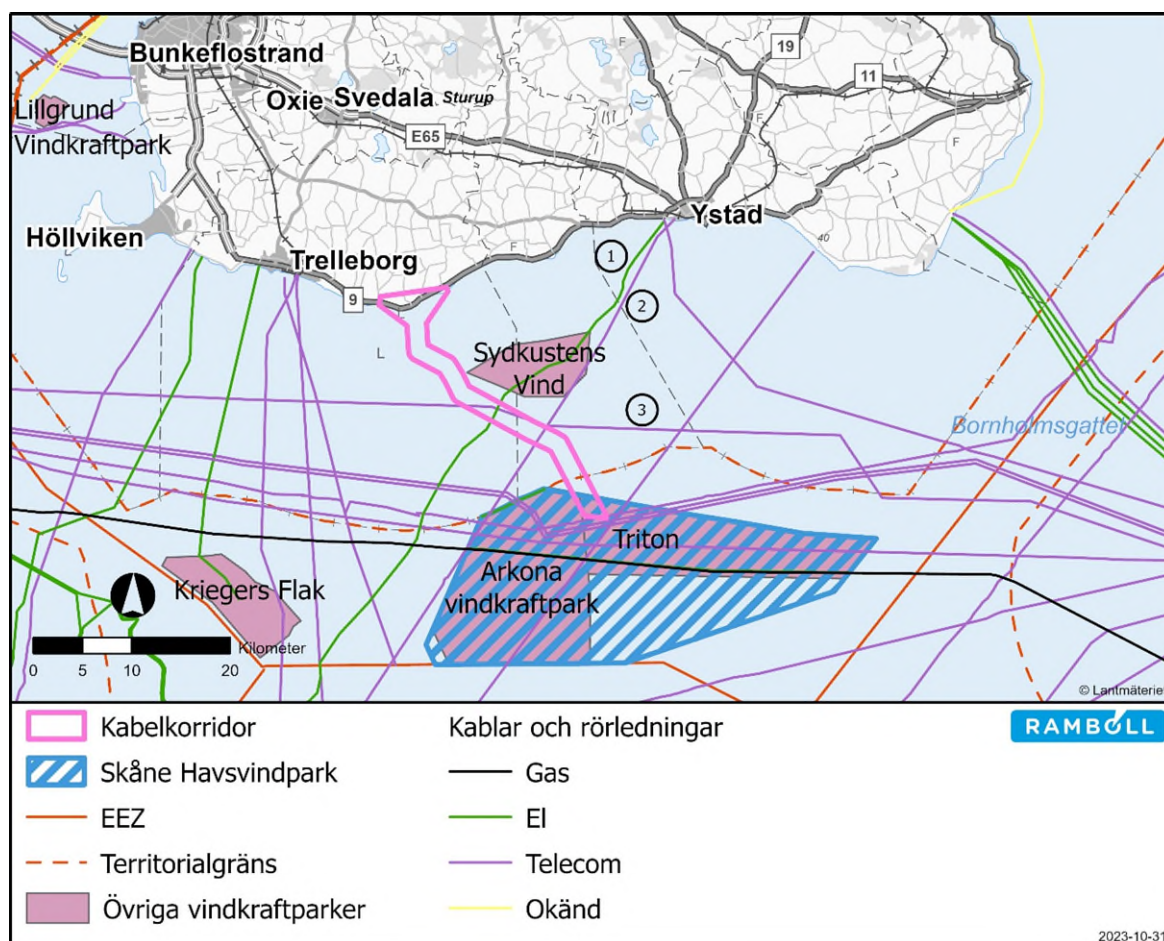 19
Bunkeflostrand
11
Oxie
Svedala
Sturup
F
Lillgrund
Vindkraftpark
E65
F
F
F
Ystad
Höllviken
40
Trelleborg
F
L
1
9
2
L
Sydkustens
Vind
3
Bornholmsgattet
Triton
Arkona
vindkraftpark
Kriegers Flak
Kilometer
0 5 10 20
© Lantmäteriet
Kabelkorridor
Skåne Havsvindpark
EEZ
Territorialgräns
Övriga vindkraftparker
Kablar och rörledningar
Gas
El
Telecom
Okänd
RAMBOLL
2023-10-31